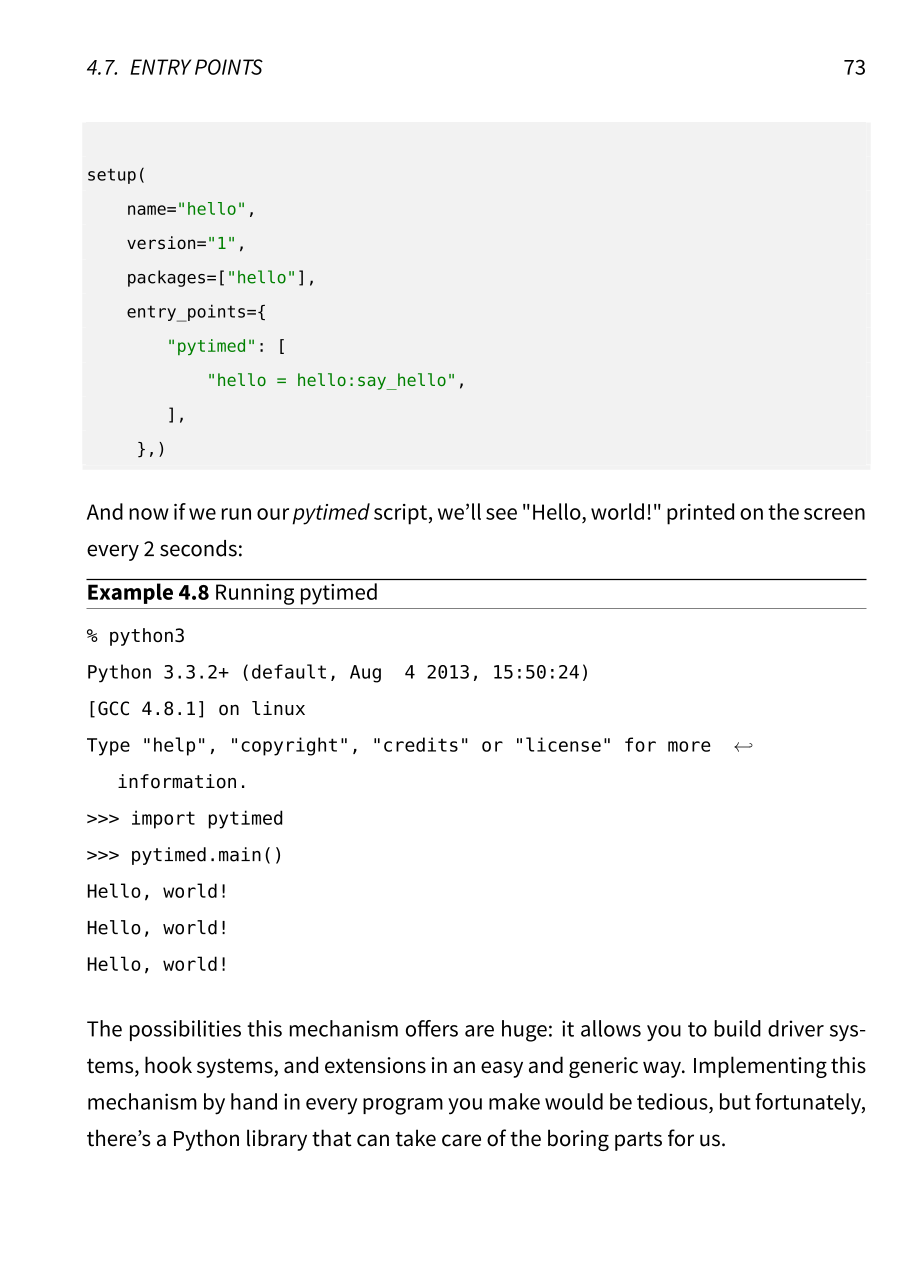 4.7. ENTRY POINTS 73
setup(
    name="hello",
    version="1",
    packages=["hello"],
    entry_points={
        "pytimed": [
            "hello = hello:say_hello",
        ],
     },)
And now if we run our pytimed script, we’ll see "Hello, world!" printed on the screen
every 2 seconds:
Example 4.8 Running pytimed
% python3
Python 3.3.2+ (default, Aug  4 2013, 15:50:24)
[GCC 4.8.1] on linux
Type "help", "copyright", "credits" or "license" for more  ↩
   information.
>>> import pytimed
>>> pytimed.main()
Hello, world!
Hello, world!
Hello, world!
The possibilities this mechanism offers are huge: it allows you to build driver sys-
tems, hook systems, and extensions in an easy and generic way. Implementing this
mechanism by hand in every program you make would be tedious, but fortunately,
there’s a Python library that can take care of the boring parts for us.